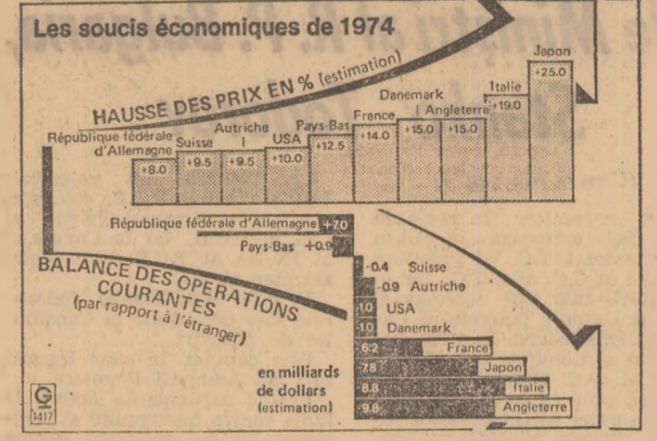 Les soucis économiques de 1974
HAUSSE DES PRIX EN % (estimation)
République fédérale
d'Allemagne
+8.0
Suisse
+9.5
Autriche
+9.5
USA
+10.0
Pays-Bas
+12.5
France
+14.0
Danemark
+15.0
Angleterre
+15.0
Italie
+19.0
Japon
+25.0
BALANCE DES OPERATIONS
COURANTES
(par rapport à l'étranger)
République fédérale d'Allemagne +7.0
Pays-Bas +0.9
-0.4 Suisse
-0.9 Autriche
1.0 USA
1.0 Danemark
6.2 France
7.8 Japon
8.8 Italie
-9.8 Angleterre
en milliards
de dollars
(estimation)
G
1417